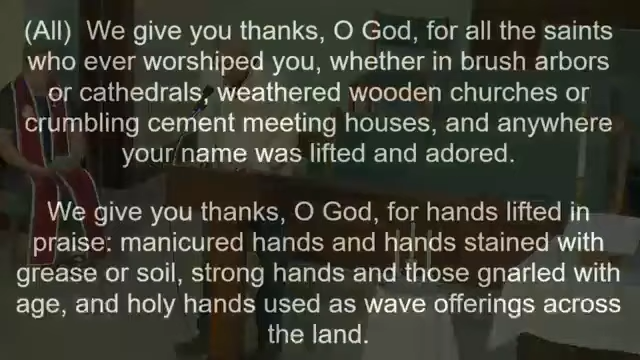 (All)  We give you thanks, O God, for all the saints
who ever worshiped you, whether in brush arbors
or cathedrals, weathered wooden churches or
crumbling cement meeting houses, and anywhere
your name was lifted and adored.
We give you thanks, O God, for hands lifted in
praise: manicured hands and hands stained with
grease or soil, strong hands and those gnarled with
age, and holy hands used as wave offerings across
the land.